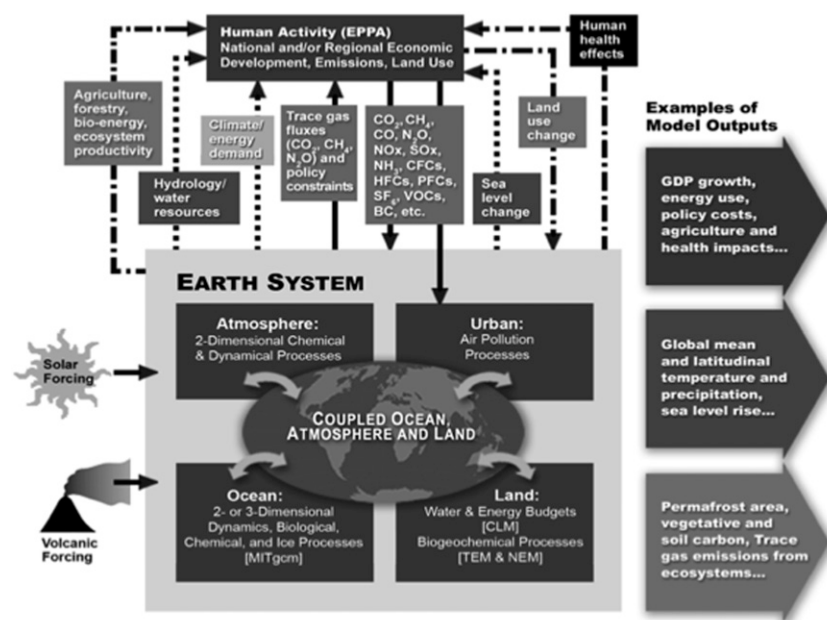 Human Activity (EPPA)
National and/or Regional Economic
Development, Emissions, Land Use
Human
health
effects
Agriculture,
forestry,
bio-energy,
ecosystem
productivity
Climate/
energy
demand
Trace gas
fluxes
(CO₂, CH₄,
N₂O) and
policy
constraints
CO₂, CH₄,
CO, N₂O,
NOx, SOx,
NH₃, CFCs,
HFCs, PFCs,
SF₆, VOCs,
BC, etc.
Land
use
change
Hydrology/
water
resources
Sea
level
change
Examples of
Model Outputs
GDP growth,
energy use,
policy costs,
agriculture and
health impacts...
EARTH SYSTEM
Atmosphere:
2-Dimensional Chemical
& Dynamical Processes
Urban:
Air Pollution
Processes
Solar
Forcing
COUPLED OCEAN,
ATMOSPHERE AND LAND
Global mean
and latitudinal
temperature and
precipitation,
sea level rise...
Volcanic
Forcing
Ocean:
2- or 3-Dimensional
Dynamics, Biological,
Chemical, and Ice Processes
[MITgcm]
Land:
Water & Energy Budgets
[CLM]
Biogeochemical Processes
[TEM & NEM]
Permafrost area,
vegetative and
soil carbon, Trace
gas emissions from
ecosystems...